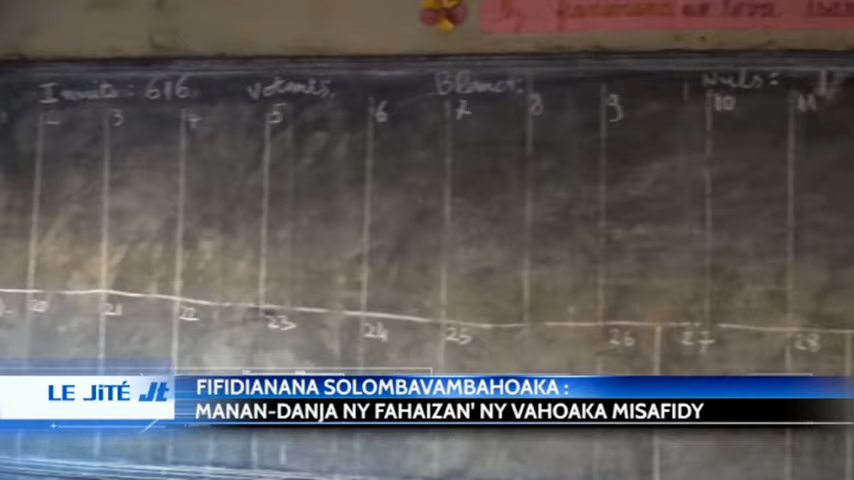 Inscrits: 616 Votants: Blancs: Nuls:
2 3 4 5 6 7 8 9 10 11
20 21 22 23 24 25 26 27 28
LE JiTÉ Jt
FIFIDIANANA SOLOMBAVAMBAHOAKA :
MANAN-DANJA NY FAHAIZAN' NY VAHOAKA MISAFIDY